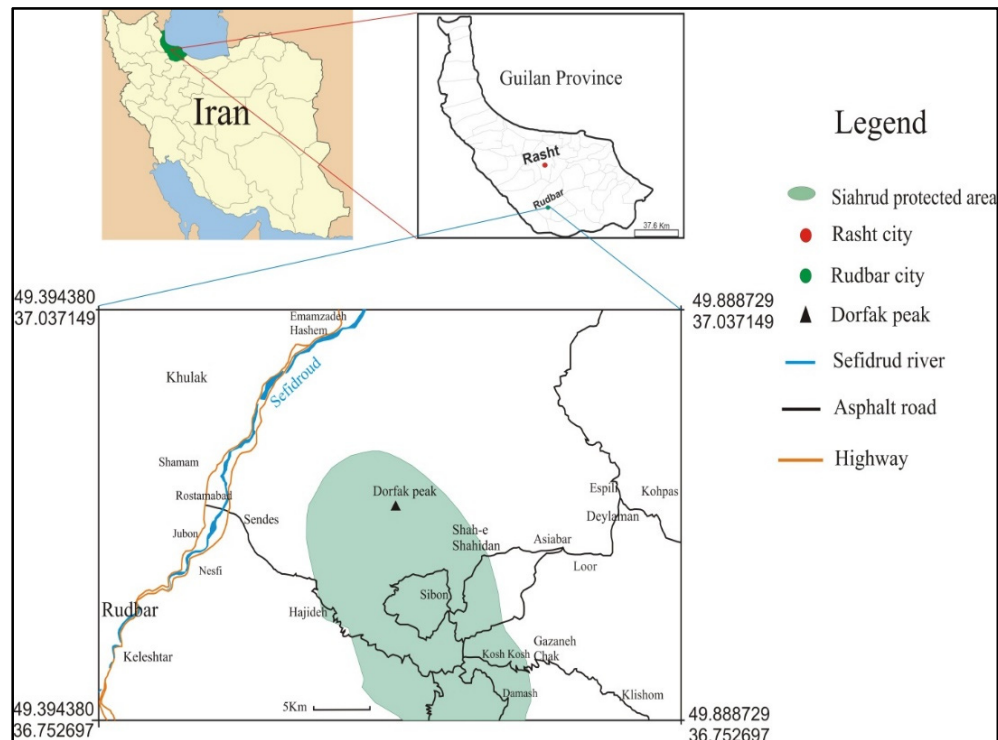 Iran
Guilan Province
Rasht
Rudbar
37.6 Km
Legend
Siahrud protected area
Rasht city
Rudbar city
Dorfak peak
Sefidrud river
Asphalt road
Highway
49.394380
37.037149
49.888729
37.037149
Emamzadeh
Hashem
Sefidroud
Khulak
Shamam
Rostamabad
Sendes
Jubon
Nesfi
Rudbar
Keleshtar
Hajideh
Dorfak peak
Shah-e
Shahidan
Sibon
Asiabar
Loor
Espili
Deylaman
Kohpas
Kosh Kosh
Gazaneh
Chak
Damash
Klishom
5Km
49.394380
36.752697
49.888729
36.752697